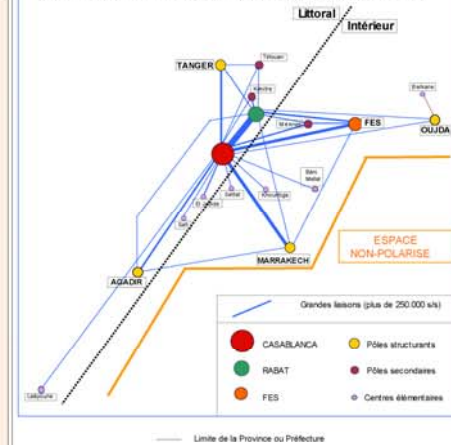 Littoral
Intérieur
TANGER
Tétouan
Kénitra
Berkane
Meknès
FES
OUJDA
Béni
Mellal
Settat
Khouribga
El Jadida
Safi
ESPACE
NON-POLARISE
MARRAKECH
AGADIR
Laâyoune
Grandes liaisons (plus de 250.000 s/s)
CASABLANCA
Pôles structurants
RABAT
Pôles secondaires
FES
Centres élémentaires
Limite de la Province ou Préfecture